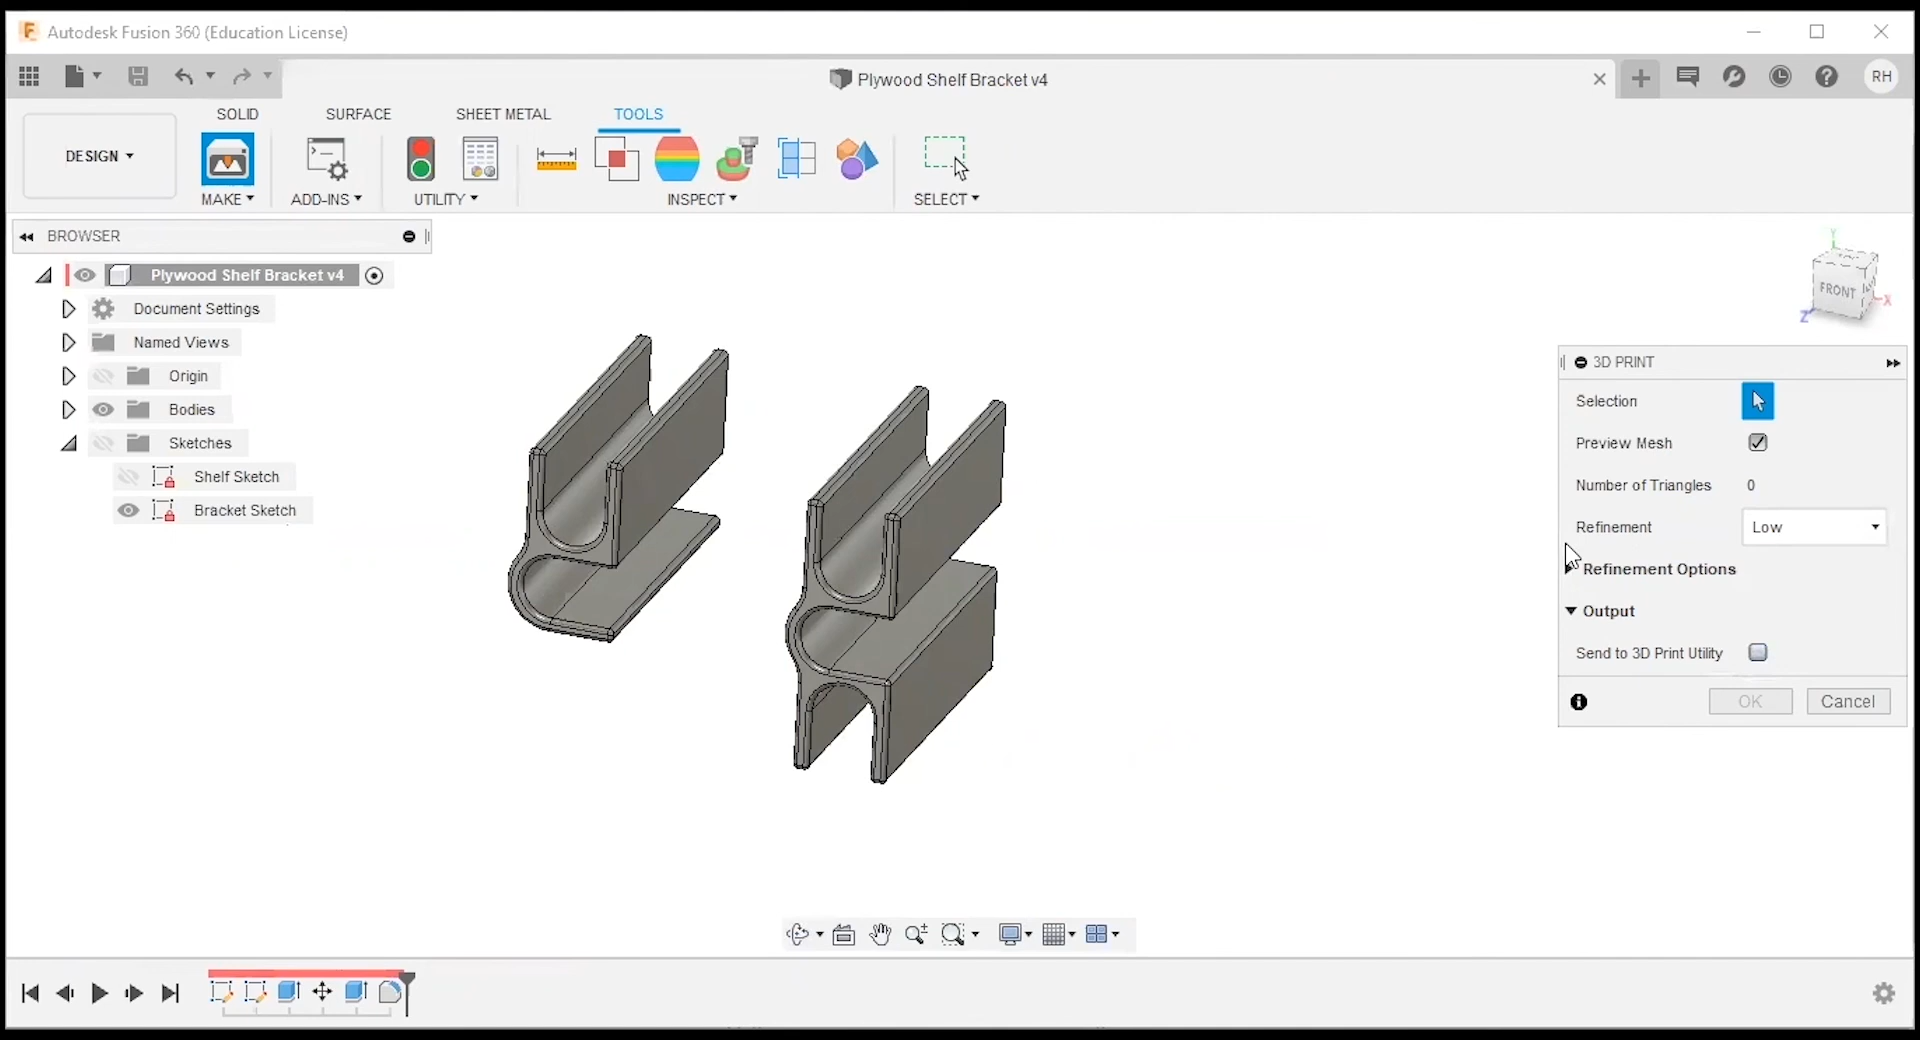 Autodesk Fusion 360 (Education License)
Plywood Shelf Bracket v4
RH
SOLID
SURFACE
SHEET METAL
TOOLS
DESIGN
MAKE
ADD-INS
UTILITY
INSPECT
SELECT
BROWSER
Plywood Shelf Bracket v4
Document Settings
Named Views
Origin
Bodies
Sketches
Shelf Sketch
Bracket Sketch
Y
FRONT
X
Z
3D PRINT
Selection
Preview Mesh
Number of Triangles 0
Refinement Low
Refinement Options
Output
Send to 3D Print Utility
OK Cancel